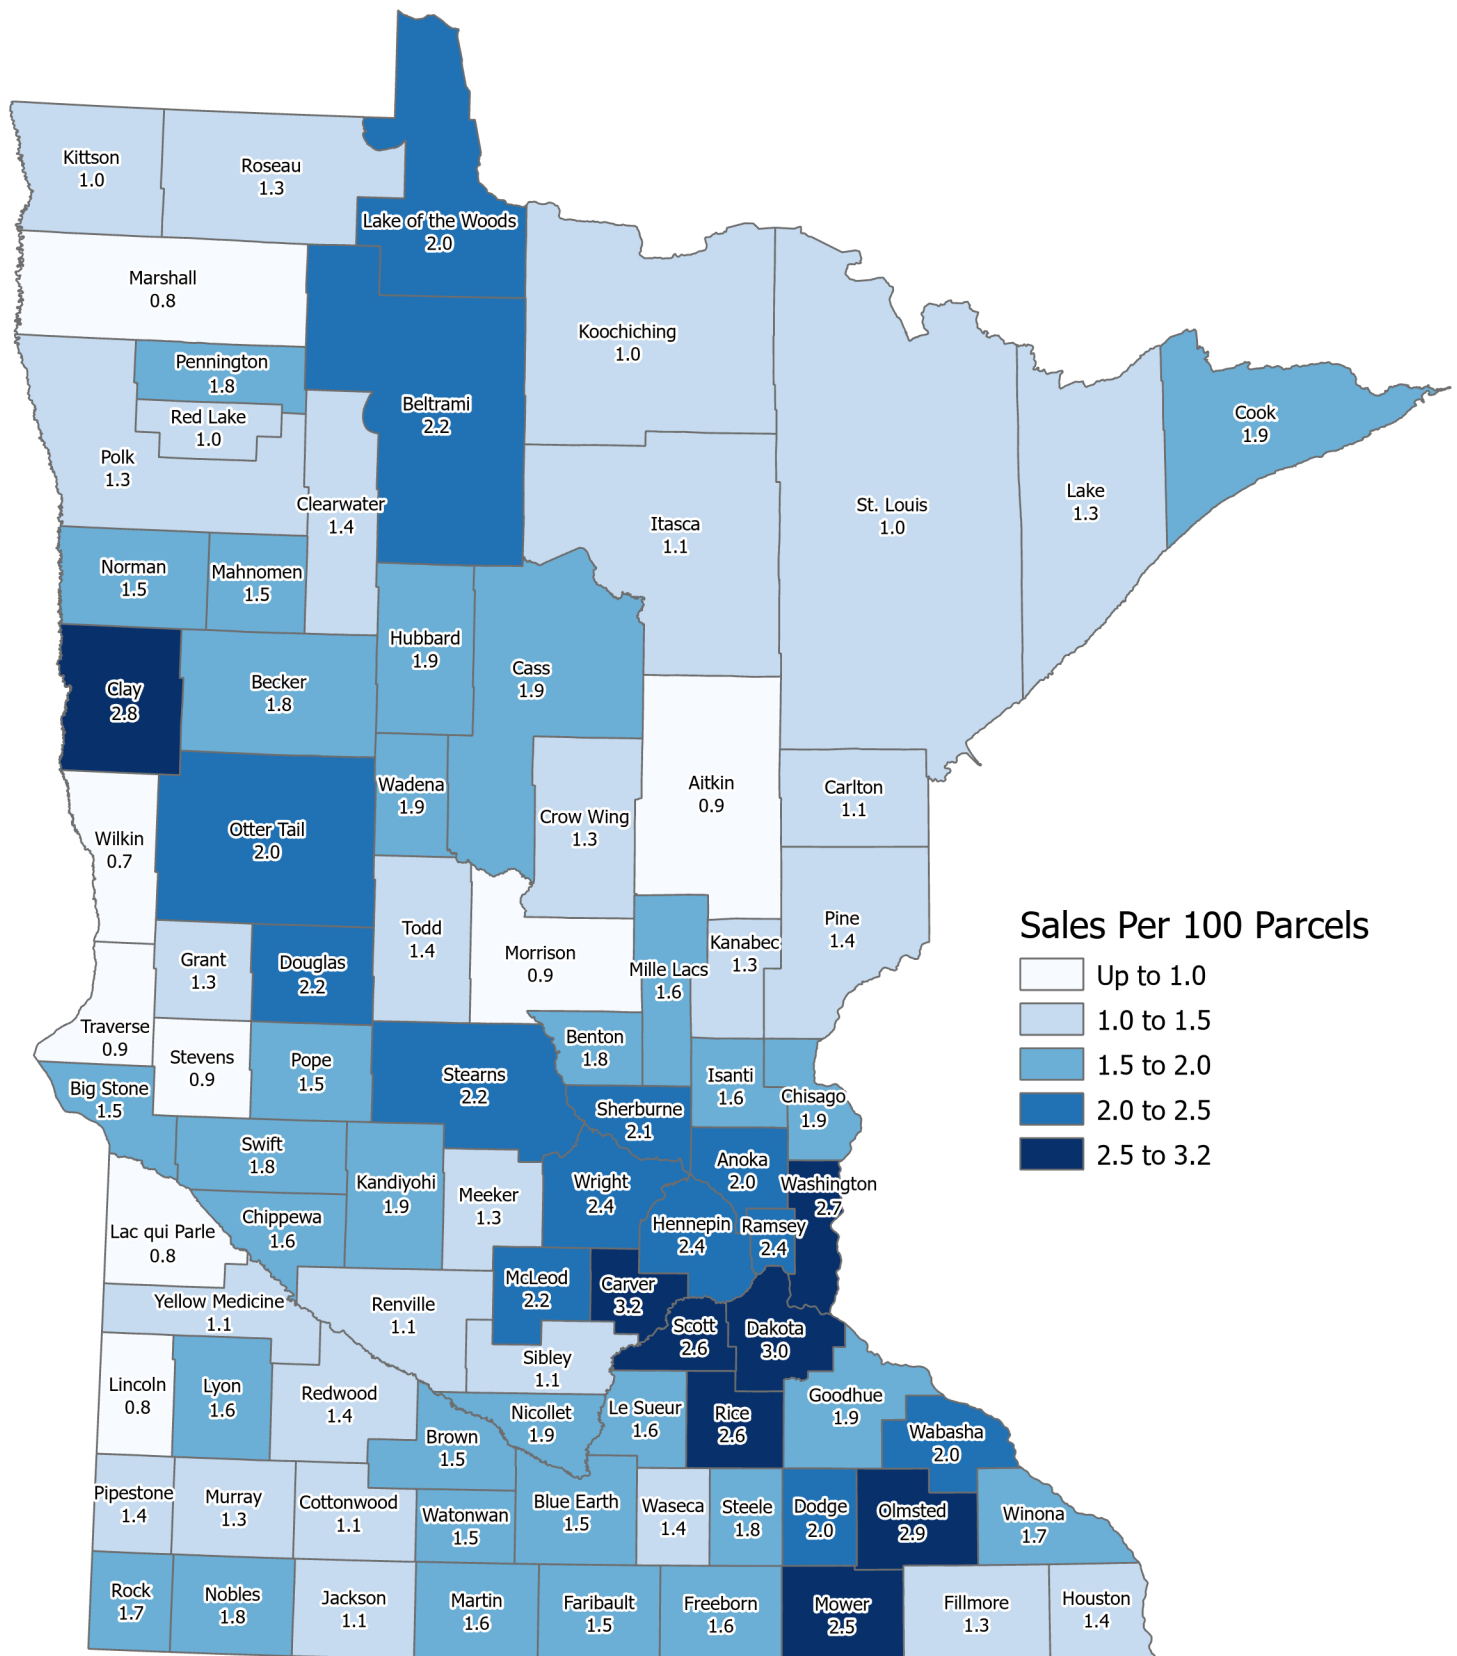 Kittson
1.0
Roseau
1.3
Lake of the Woods
2.0
Marshall
0.8
Koochiching
1.0
Pennington
1.8
Red Lake
1.0
Beltrami
2.2
Cook
1.9
Polk
1.3
Clearwater
1.4
Itasca
1.1
St. Louis
1.0
Lake
1.3
Norman
1.5
Mahnomen
1.5
Hubbard
1.9
Cass
1.9
Clay
2.8
Becker
1.8
Wadena
1.9
Aitkin
0.9
Carlton
1.1
Crow Wing
1.3
Wilkin
0.7
Otter Tail
2.0
Todd
1.4
Morrison
0.9
Mille Lacs
1.6
Kanabec
1.3
Pine
1.4
Grant
1.3
Douglas
2.2
Traverse
0.9
Stevens
0.9
Pope
1.5
Stearns
2.2
Benton
1.8
Isanti
1.6
Chisago
1.9
Big Stone
1.5
Sherburne
2.1
Swift
1.8
Kandiyohi
1.9
Meeker
1.3
Wright
2.4
Anoka
2.0
Washington
2.7
Lac qui Parle
0.8
Chippewa
1.6
Hennepin
2.4
Ramsey
2.4
Yellow Medicine
1.1
Renville
1.1
McLeod
2.2
Carver
3.2
Scott
2.6
Dakota
3.0
Sibley
1.1
Lincoln
0.8
Lyon
1.6
Redwood
1.4
Brown
1.5
Nicollet
1.9
Le Sueur
1.6
Rice
2.6
Goodhue
1.9
Wabasha
2.0
Pipestone
1.4
Murray
1.3
Cottonwood
1.1
Watonwan
1.5
Blue Earth
1.5
Waseca
1.4
Steele
1.8
Dodge
2.0
Olmsted
2.9
Winona
1.7
Rock
1.7
Nobles
1.8
Jackson
1.1
Martin
1.6
Faribault
1.5
Freeborn
1.6
Mower
2.5
Fillmore
1.3
Houston
1.4
Sales Per 100 Parcels
Up to 1.0
1.0 to 1.5
1.5 to 2.0
2.0 to 2.5
2.5 to 3.2